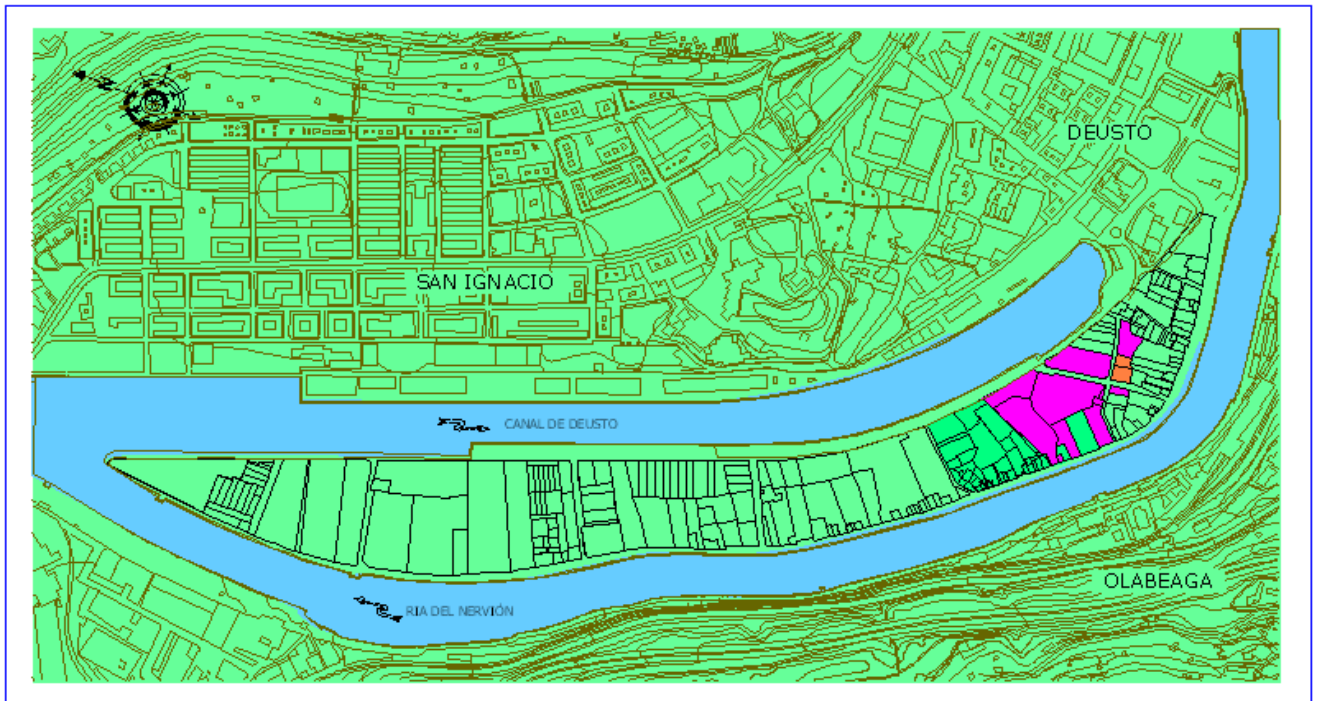 N
DEUSTO
SAN IGNACIO
CANAL DE DEUSTO
OLABEAGA
RIA DEL NERVIÓN